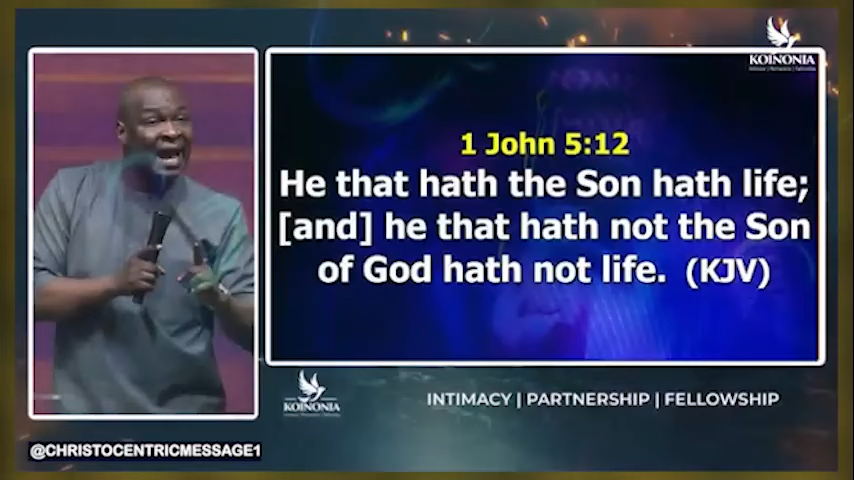 KOINONIA
1 John 5:12
He that hath the Son hath life;
[and] he that hath not the Son
of God hath not life. (KJV)
KOINONIA
INTIMACY | PARTNERSHIP | FELLOWSHIP
@CHRISTOCENTRICMESSAGE1